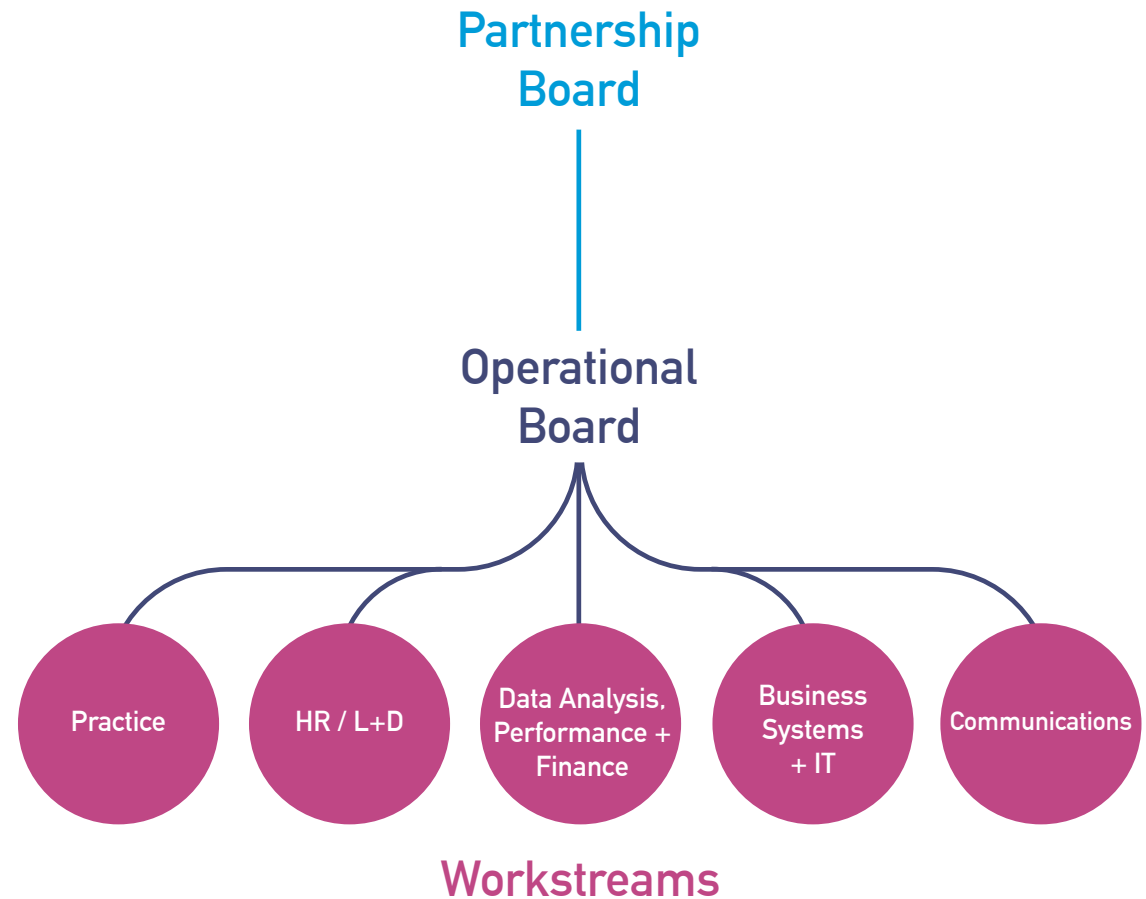 Partnership
Board
Operational
Board
Practice
HR / L+D
Data Analysis,
Performance +
Finance
Business
Systems
+ IT
Communications
Workstreams